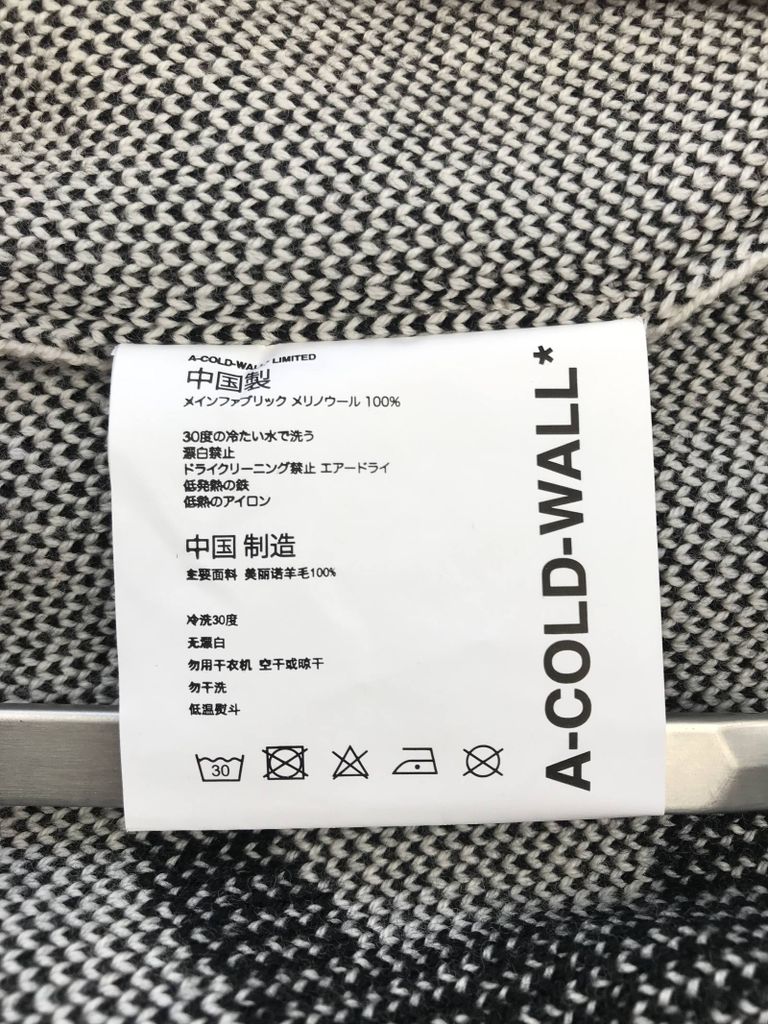 A-COLD-WALL* LIMITED
中国製
メインファブリック メリノウール 100%
30度の冷たい水で洗う
漂白禁止
ドライクリーニング禁止 エアードライ
低発熱の鉄
低熱のアイロン
中国 制造
主要面料 美丽诺羊毛100%
冷洗30度
无漂白
勿用干衣机 空干或晾干
勿干洗
低温熨斗
30
A-COLD-WALL*